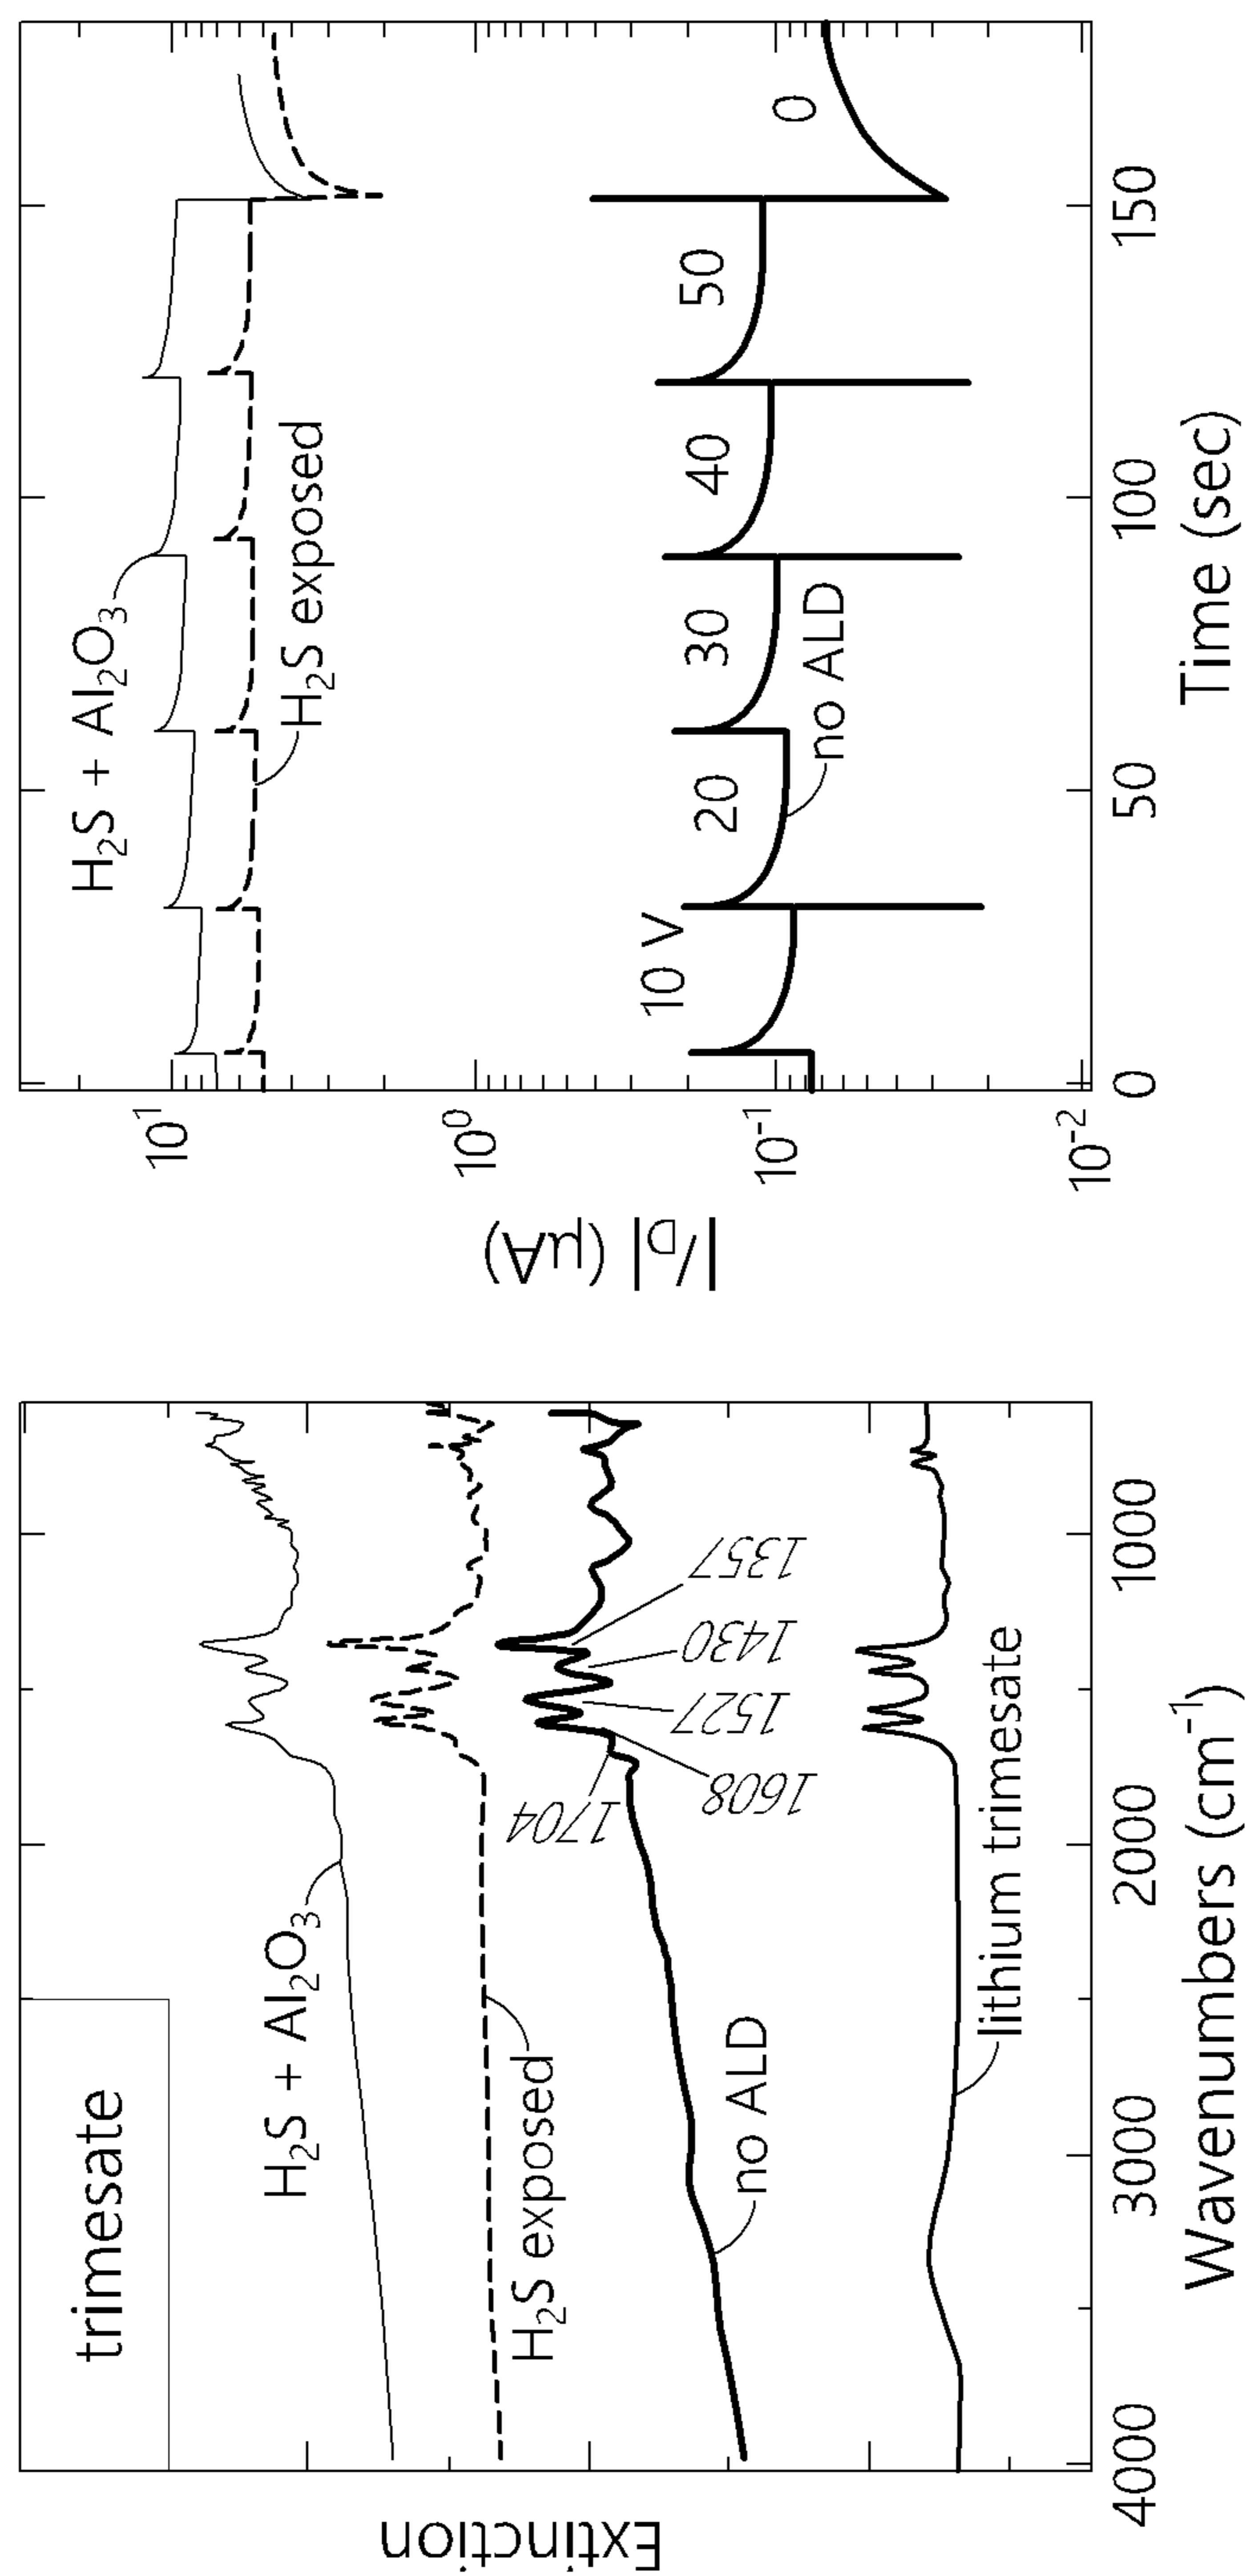 trimesate
H₂S + Al₂O₃
H₂S exposed
no ALD
lithium trimesate
1704
1608
1527
1430
1357
Extinction
4000 3000 2000 1000
Wavenumbers (cm⁻¹)
H₂S + Al₂O₃
H₂S exposed
10 V 20 30 40 50 0
no ALD
10¹
10⁰
10⁻¹
10⁻²
|I_D| (μA)
0 50 100 150
Time (sec)